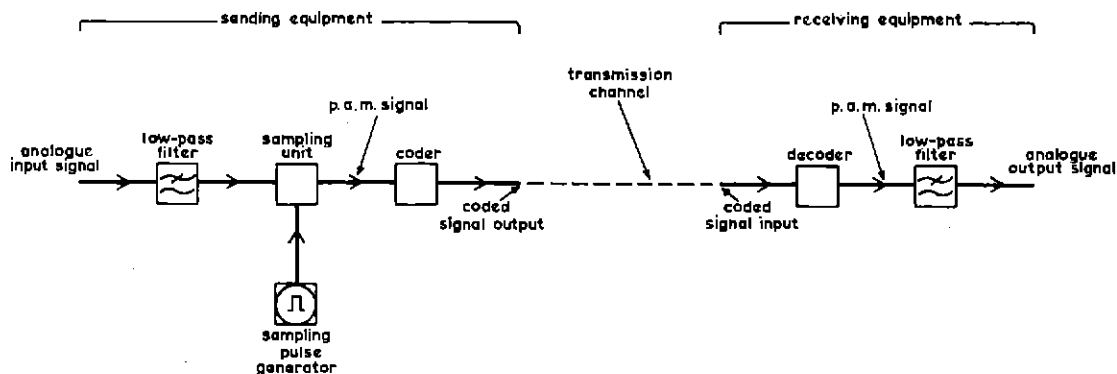 sanding equipment
receiving equipment
transmission
channel
p.a.m. signal
p.a.m. signal
analogue
input signal
low-pass
filter
sampling
unit
coder
decoder
low-pass
filter
analogue
output signal
coded
signal output
coded
signal input
sampling
pulse
generator